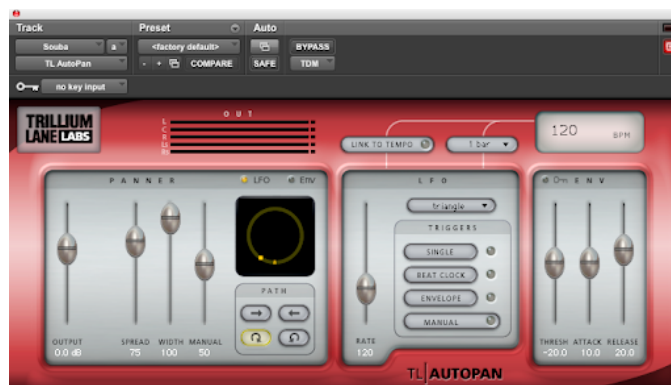 Track Preset Auto
Souba a <factory default> BYPASS
TL AutoPan - + COMPARE SAFE TDM
no key input
TRILLIUM
LANE LABS
OUT
L
C
R
Ls
Rs
LINK TO TEMPO
1 bar
120 BPM
PANNER LFO Env
LFO
ENV
triangle
TRIGGERS
SINGLE
BEAT CLOCK
ENVELOPE
MANUAL
PATH
OUTPUT SPREAD WIDTH MANUAL
0.0 dB 75 100 50
RATE
120
THRESH ATTACK RELEASE
-20.0 10.0 20.0
TL AUTOPAN